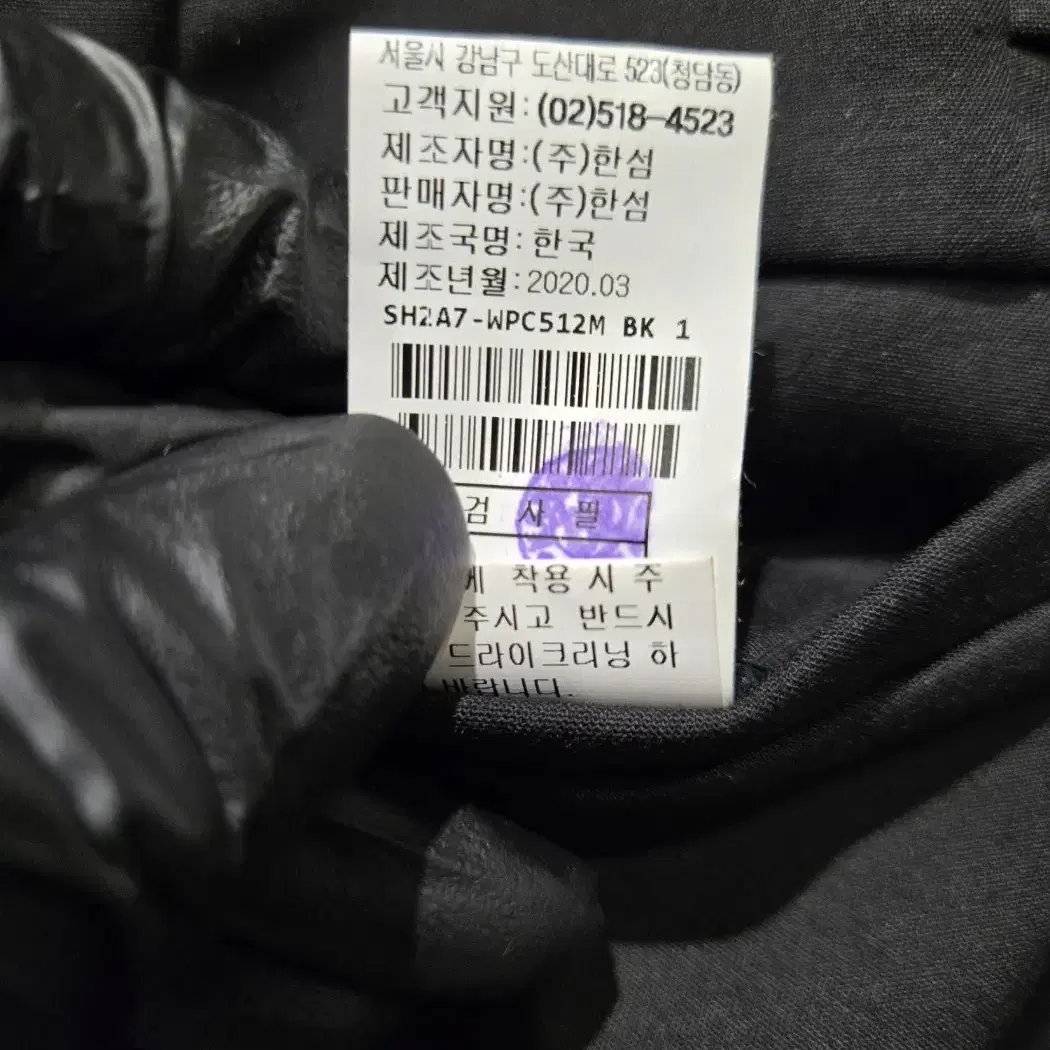 서울시 강남구 도산대로 523(청담동)
고객지원: (02)518-4523
제조자명:(주)한섬
판매자명:(주)한섬
제조국명: 한국
제조년월:2020.03
SH2A7-WPC512M BK 1
검 사 필
착용 시 주
주시고 반드시
드라이크리닝 하
바랍니다.